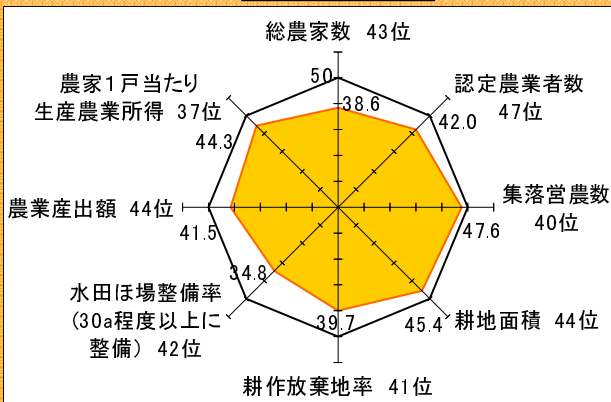 総農家数 43位
50
38.6
認定農業者数
47位
42.0
集落営農数
40位
47.6
耕地面積 44位
45.4
耕作放棄地率 41位
39.7
水田ほ場整備率
(30a程度以上に
整備) 42位
34.8
農業産出額 44位
41.5
農家1戸当たり
生産農業所得 37位
44.3